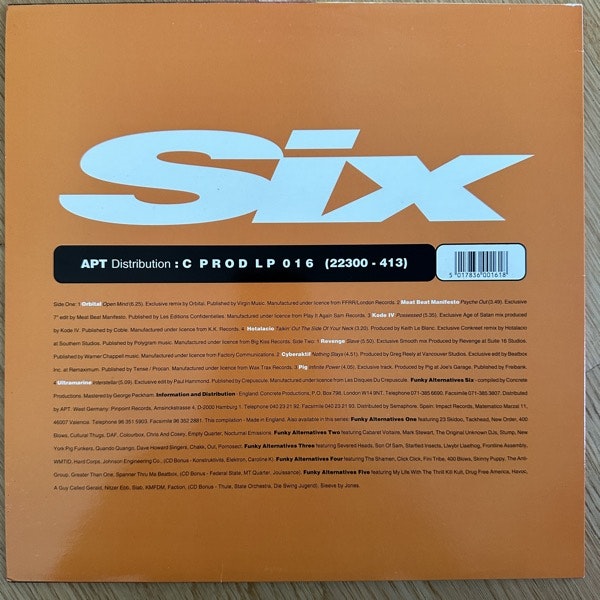 Six
APT Distribution : C PROD LP 016 (22300 - 413)
5 017836 001618
Side One: 1 Orbital Open Mind (6.25). Exclusive remix by Orbital. Published by Virgin Music. Manufactured under licence from FFRR/London Records. 2 Meat Beat Manifesto Psyche Out (3.49). Exclusive
7" edit by Meat Beat Manifesto. Published by Les Editions Confidentielles. Manufactured under licence from Play It Again Sam Records. 3 Kode IV Possessed (5.35). Exclusive Age of Satan mix produced
by Kode IV. Published by Coble. Manufactured under licence from K.K. Records. 4 Hotalacio Talkin' Out The Side Of Your Neck (3.20). Produced by Keith Le Blanc. Exclusive Conkrest remix by Hotalacio
at Southern Studios. Published by Polygram music. Manufactured under licence from Big Kiss Records. Side Two: 1 Revenge Slave (5.50). Exclusive Smooth mix Produced by Revenge at Suite 16 Studios.
Published by Warner Chappell music. Manufactured under licence from Factory Communications. 2 Cyberaktif Nothing Stays (4.51). Produced by Greg Reely at Vancouver Studios. Exclusive edit by Beatbox
Inc. at Remaximum. Published by Tense / Procan. Manufactured under licence from Wax Trax Records. 3 Pig Infinite Power (4.05). Exclusive track. Produced by Pig at Joe's Garage. Published by Freibank.
4 Ultramarine Interstellar (5.09). Exclusive edit by Paul Hammond. Published by Crepuscule. Manufactured under licence from Les Disques Du Crepuscule. Funky Alternatives Six - compiled by Concrete
Productions. Mastered by George Peckham. Information and Distribution - England: Concrete Productions, P.O. Box 798, London W14 9NT. Telephone 071-385 6690. Facsimile 071-385 3807. Distributed
by APT. West Germany: Pinpoint Records, Amsinckstrasse 4, D-2000 Hamburg 1. Telephone 040 23 21 92. Facsimile 040 23 21 93. Distributed by Semaphore. Spain: Impact Records, Matematico Marzal 11,
46007 Valence. Telephone 96 351 5903. Facsimile 96 352 2881. This compilation - Made in England. Also available in this series: Funky Alternatives One featuring 23 Skidoo, Tackhead, New Order, 400
Blows, Cultural Thugs, DAF, Colourbox, Chris And Cosey, Empty Quarter, Nocturnal Emissions. Funky Alternatives Two featuring Cabaret Voltaire, Mark Stewart, The Original Unknown DJs, Stump, New
York Pig Funkers, Quando Quango, Dave Howard Singers, Chakk, Out, Pornosect. Funky Alternatives Three featuring Severed Heads, Son Of Sam, Startled Insects, Llwybr Llaethog, Frontline Assembly,
WMTID, Hard Corps, Johnson Engineering Co., (CD Bonus - Konstruktivits, Elektron, Caroline K). Funky Alternatives Four featuring The Shamen, Click Click, Fini Tribe, 400 Blows, Skinny Puppy, The Anti-
Group, Greater Than One, Spanner Thru Ma Beatbox, (CD Bonus - Federal State, MT Quarter, Jouissance). Funky Alternatives Five featuring My Life With The Thrill Kill Kult, Drug Free America, Havoc,
A Guy Called Gerald, Nitzer Ebb, Slab, KMFDM, Faction, (CD Bonus - Thule, State Orchestra, Die Swing Jugend). Sleeve by Jones.